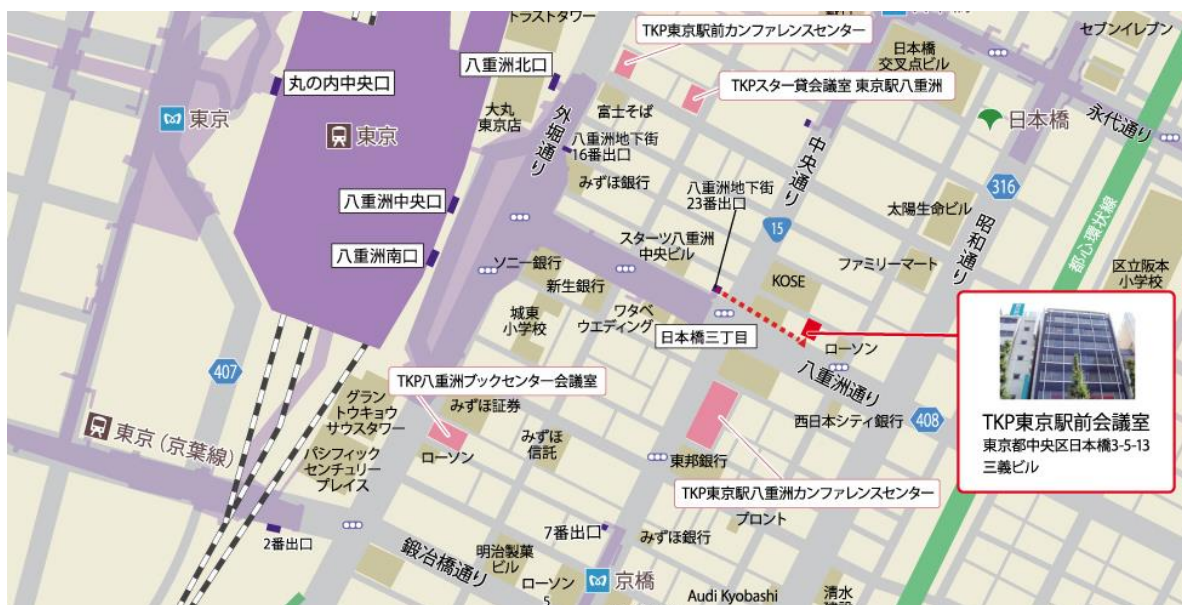 トラストタワー
TKP東京駅前カンファレンスセンター
セブンイレブン
日本橋
交叉点ビル
八重洲北口
丸の内中央口
TKPスター貸会議室 東京駅八重洲
大丸
東京店
富士そば
外堀通り
東京
東京
中央通り
日本橋
永代通り
八重洲地下街
16番出口
みずほ銀行
八重洲地下街
23番出口
316
八重洲中央口
太陽生命ビル
昭和通り
都心環状線
15
スターツ八重洲
中央ビル
八重洲南口
ソニー銀行
新生銀行
KOSE
ファミリーマート
区立阪本
小学校
城東
小学校
ワタベ
ウエディング
日本橋三丁目
ローソン
八重洲通り
407
TKP八重洲ブックセンター会議室
グラン
トウキョウ
サウスタワー
みずほ証券
西日本シティ銀行
408
TKP東京駅前会議室
東京都中央区日本橋3-5-13
三義ビル
東京(京葉線)
パシフィック
センチュリー
プレイス
ローソン
みずほ
信託
東邦銀行
TKP東京駅八重洲カンファレンスセンター
プロント
2番出口
7番出口
みずほ銀行
鍛冶橋通り
明治製菓
ビル
ローソン
5
京橋
Audi Kyobashi
清水